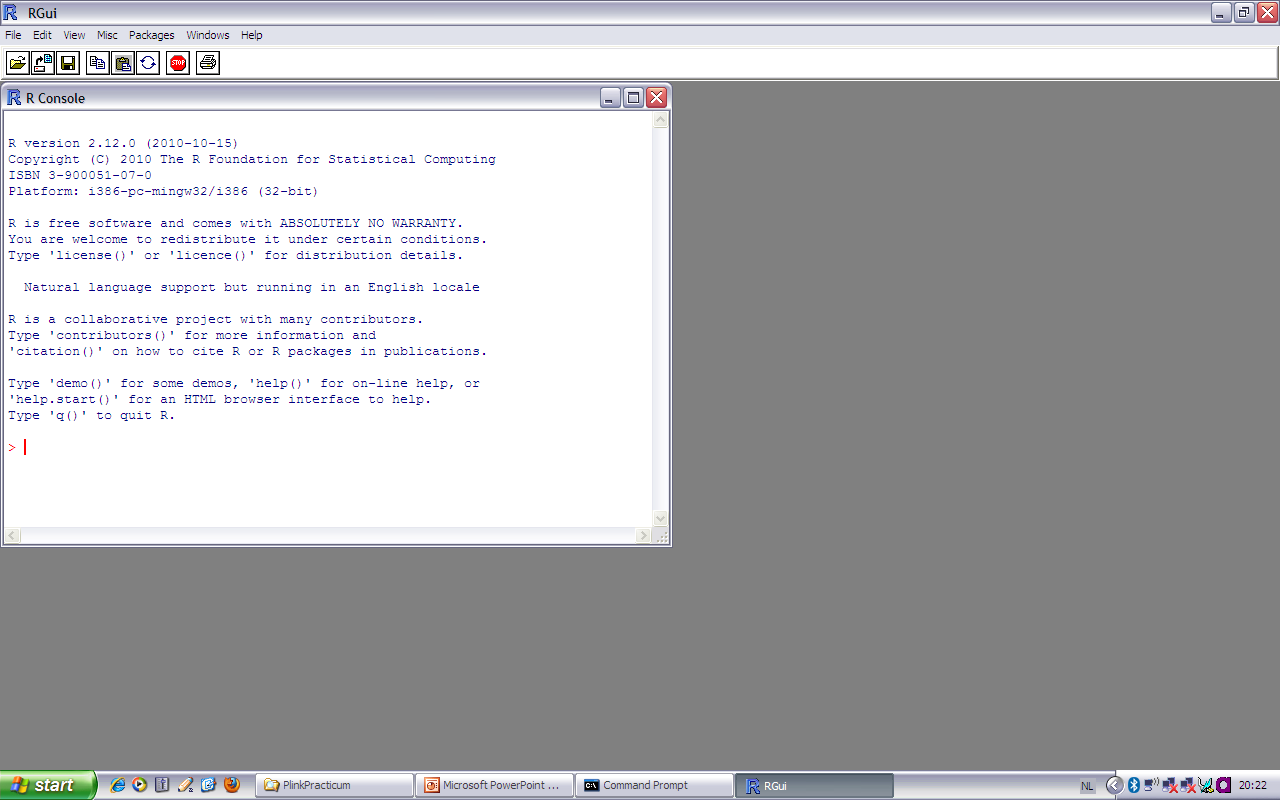 RGui
File Edit View Misc Packages Windows Help
STOP
R Console
R version 2.12.0 (2010-10-15)
Copyright (C) 2010 The R Foundation for Statistical Computing
ISBN 3-900051-07-0
Platform: i386-pc-mingw32/i386 (32-bit)
R is free software and comes with ABSOLUTELY NO WARRANTY.
You are welcome to redistribute it under certain conditions.
Type 'license()' or 'licence()' for distribution details.
Natural language support but running in an English locale
R is a collaborative project with many contributors.
Type 'contributors()' for more information and
'citation()' on how to cite R or R packages in publications.
Type 'demo()' for some demos, 'help()' for on-line help, or
'help.start()' for an HTML browser interface to help.
Type 'q()' to quit R.
>
start PlinkPracticum Microsoft PowerPoint ... Command Prompt RGui NL 20:22